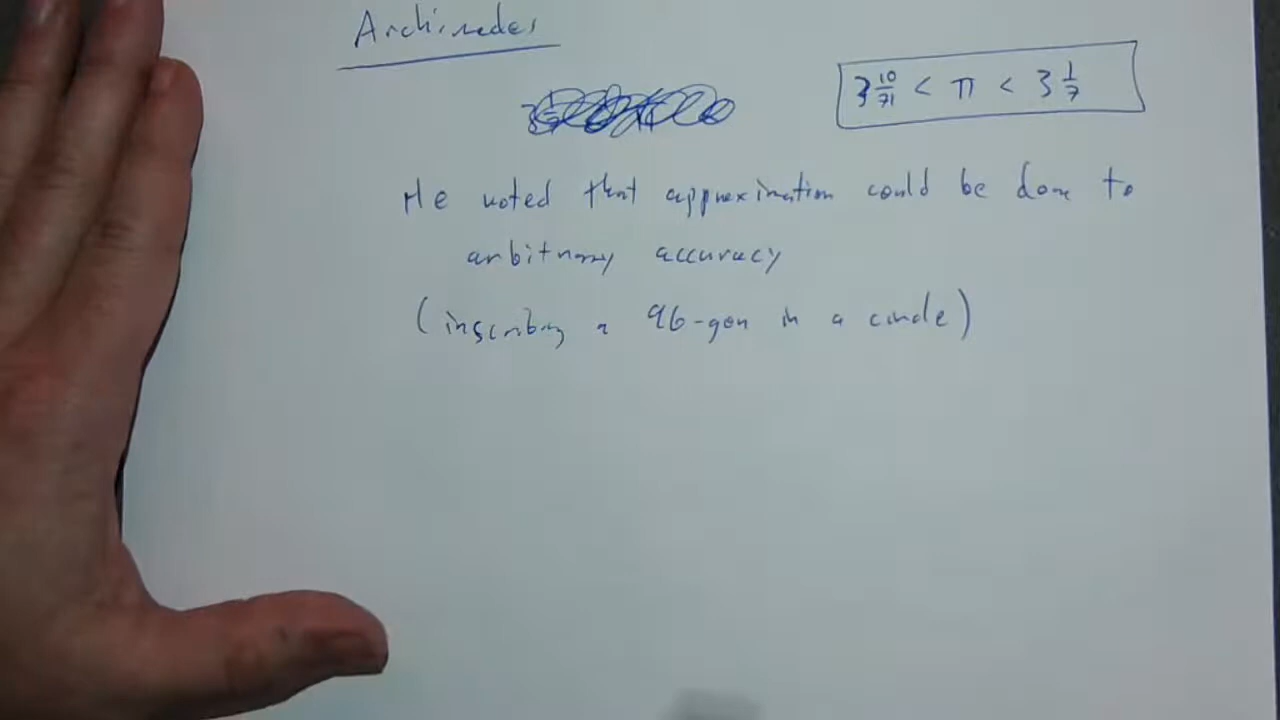 Archimedes
3 10/71 < π < 3 1/7
He noted that approximation could be done to
arbitrary accuracy
(inscribing a 96-gon in a circle)